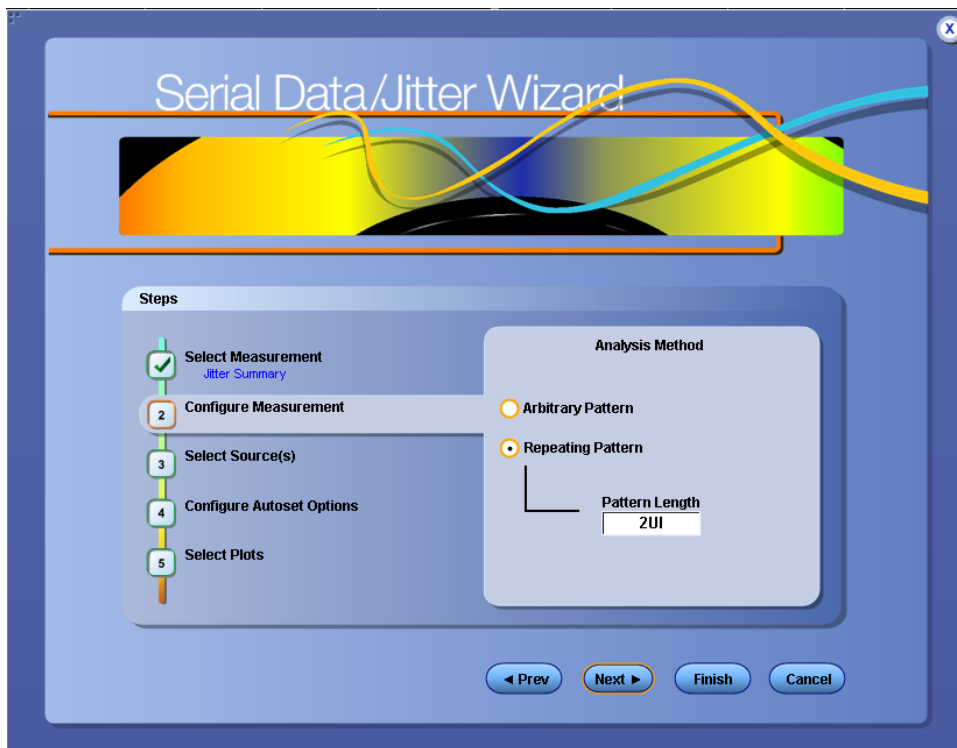 X
Serial Data/Jitter Wizard
Steps
Select Measurement
Jitter Summary
2 Configure Measurement
3 Select Source(s)
4 Configure Autoset Options
5 Select Plots
Analysis Method
Arbitrary Pattern
Repeating Pattern
Pattern Length
2UI
◄ Prev
Next ►
Finish
Cancel